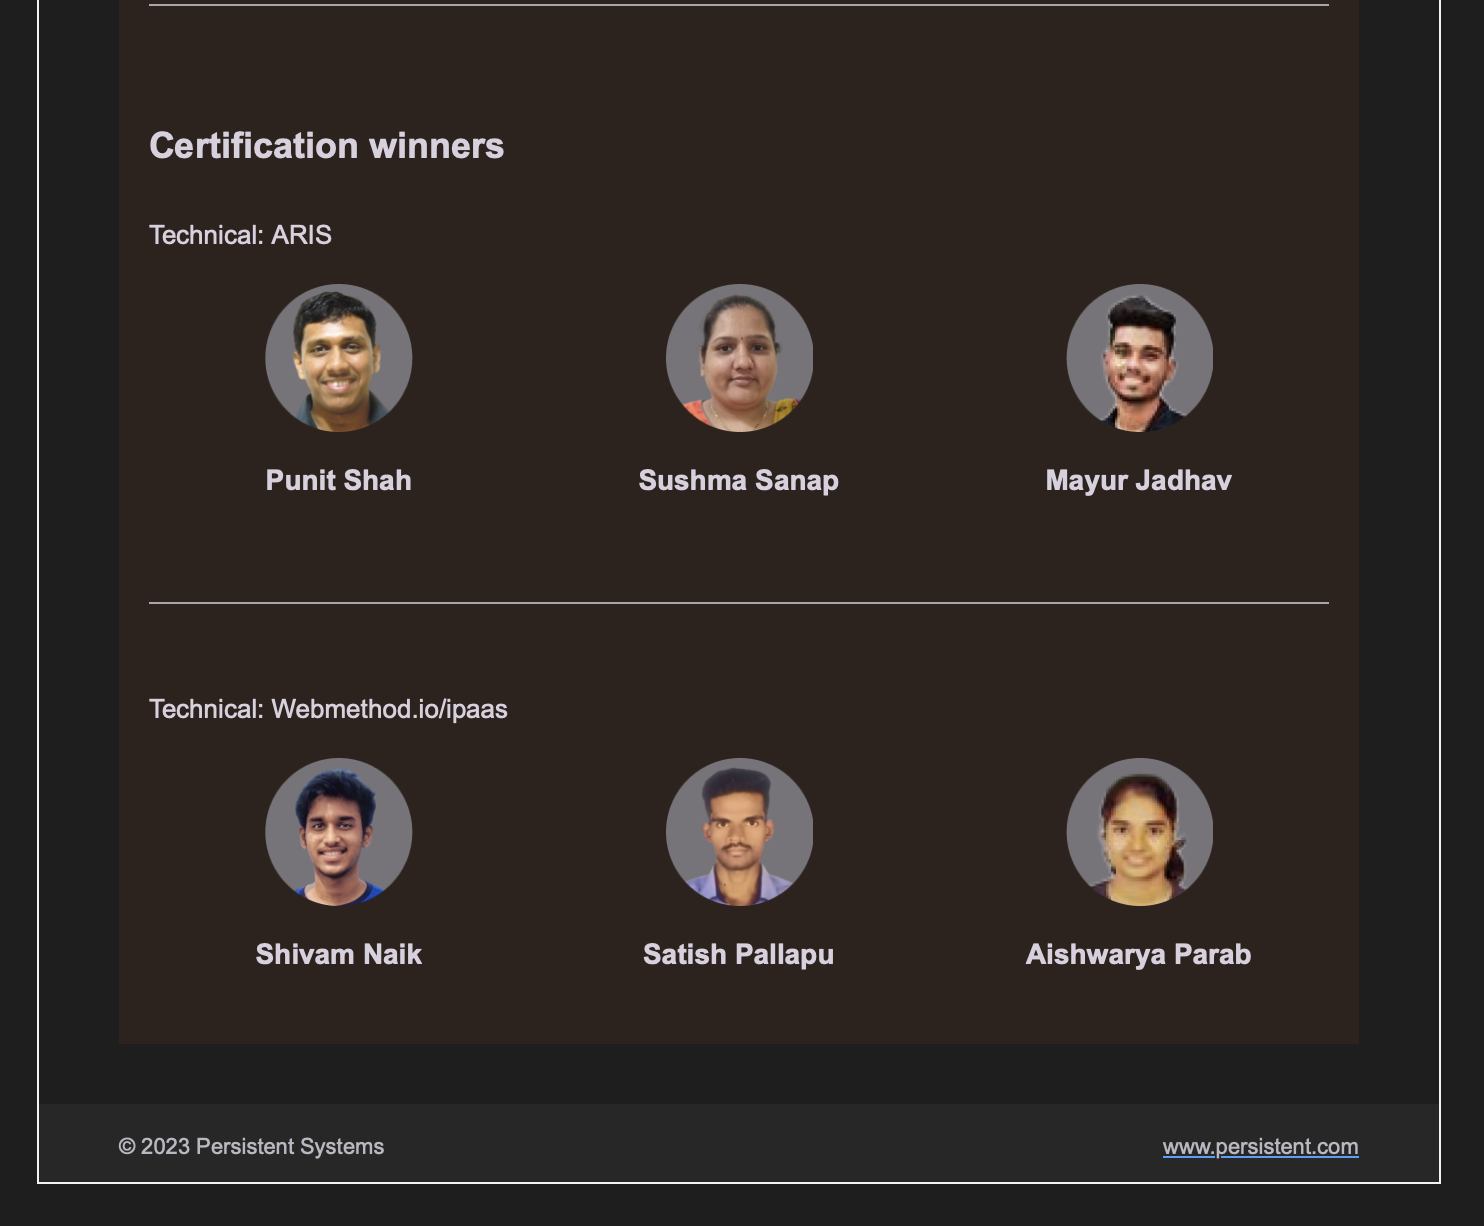 Certification winners
Technical: ARIS
Punit Shah
Sushma Sanap
Mayur Jadhav
Technical: Webmethod.io/ipaas
Shivam Naik
Satish Pallapu
Aishwarya Parab
© 2023 Persistent Systems
www.persistent.com